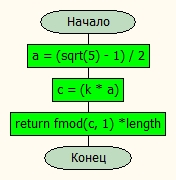 Начало
a = (sqrt(5) - 1) / 2
c = (k * a)
return fmod(c, 1) *length
Конец